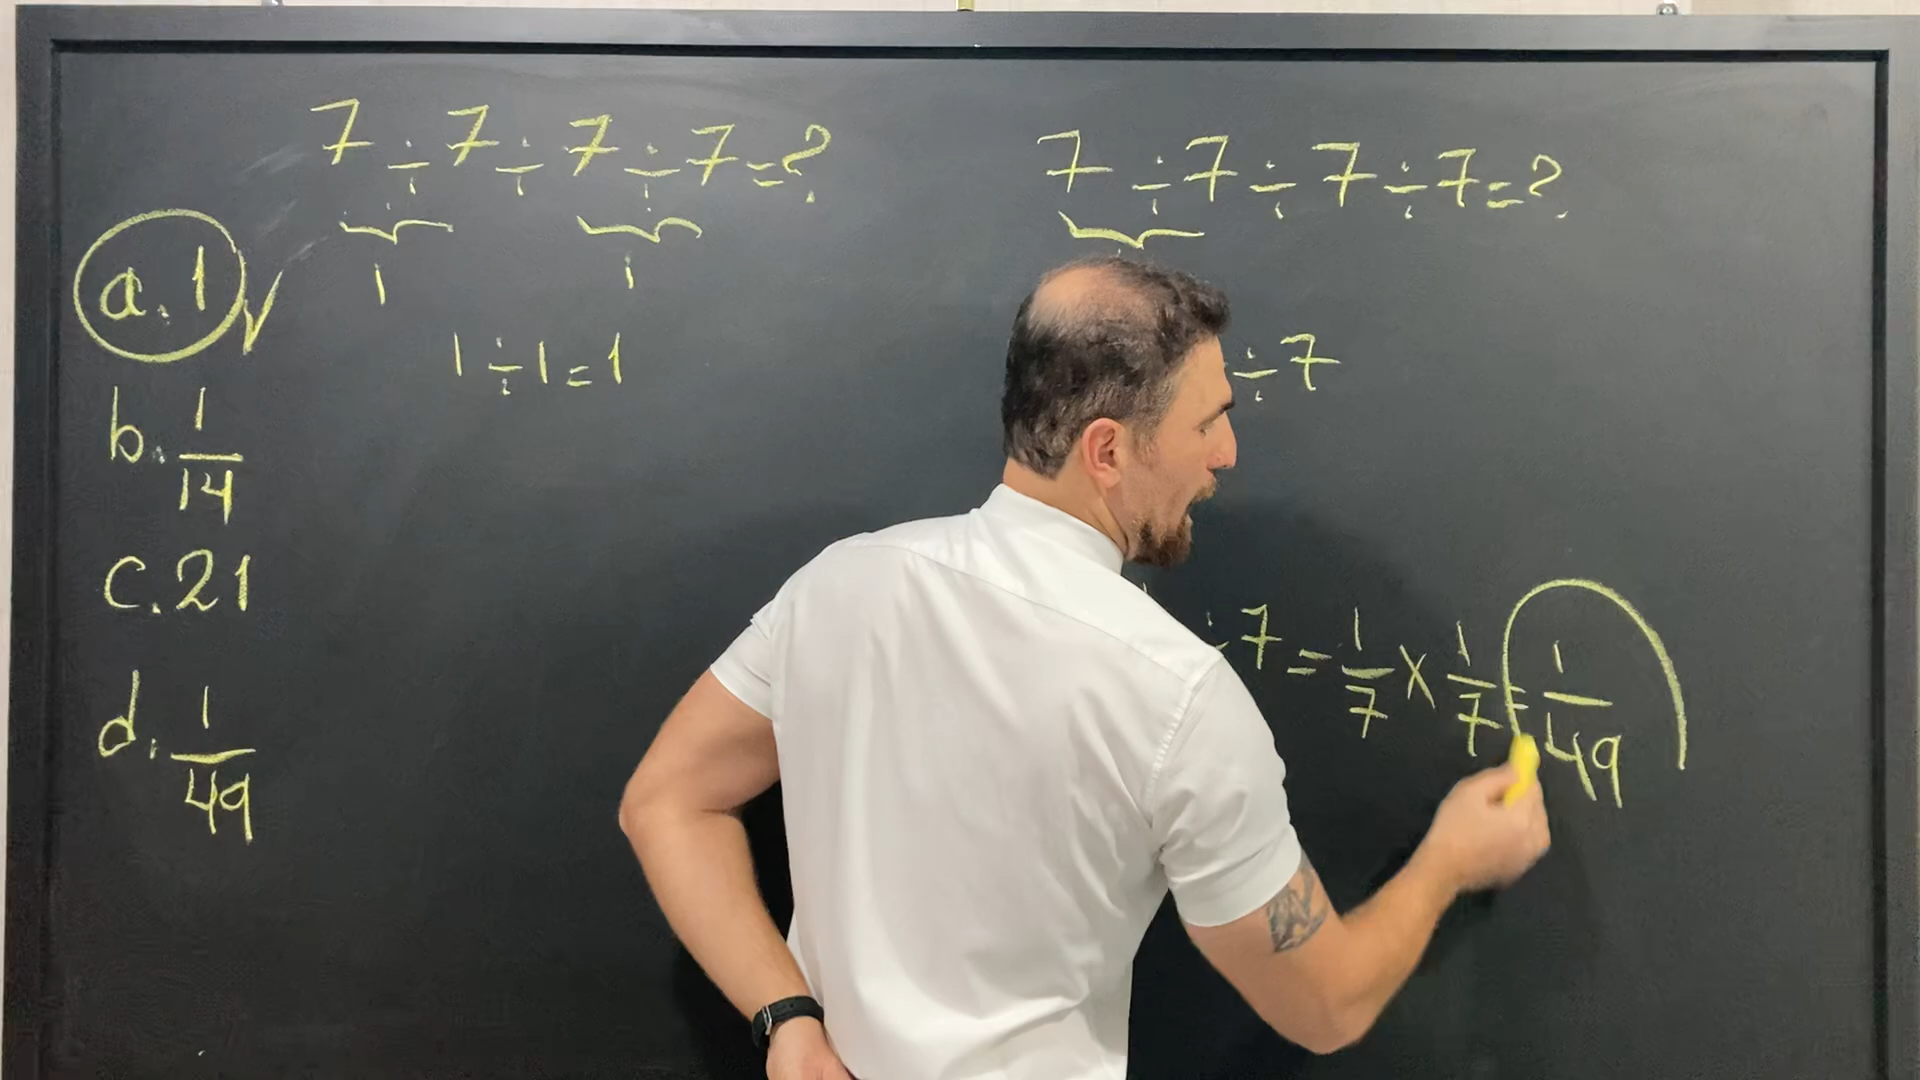 7 ÷ 7 ÷ 7 ÷ 7 = ?
1 1
1 ÷ 1 = 1
a. 1 ✓
b. 1/14
c. 21
d. 1/49
7 ÷ 7 ÷ 7 ÷ 7 = ?
÷ 7
÷ 7 = 1/7 × 1/7 = 1/49